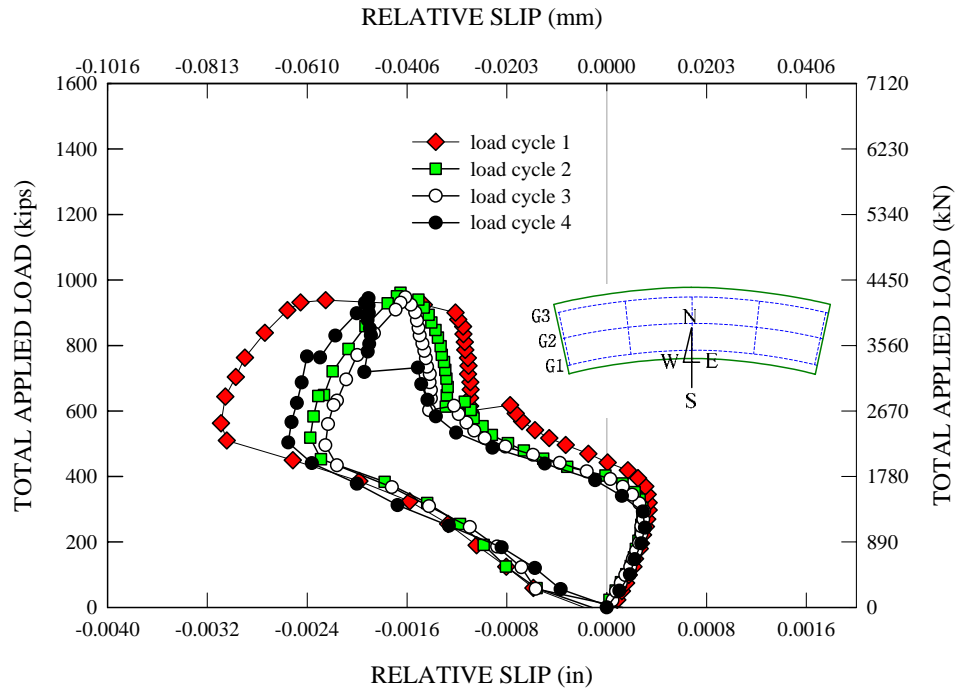 RELATIVE SLIP (mm)
-0.1016 -0.0813 -0.0610 -0.0406 -0.0203 0.0000 0.0203 0.0406
1600 7120
1400 6230
1200 5340
1000 4450
800 3560
600 2670
400 1780
200 890
0 0
TOTAL APPLIED LOAD (kips)
TOTAL APPLIED LOAD (kN)
load cycle 1
load cycle 2
load cycle 3
load cycle 4
G3
G2
G1
N
W E
S
-0.0040 -0.0032 -0.0024 -0.0016 -0.0008 0.0000 0.0008 0.0016
RELATIVE SLIP (in)